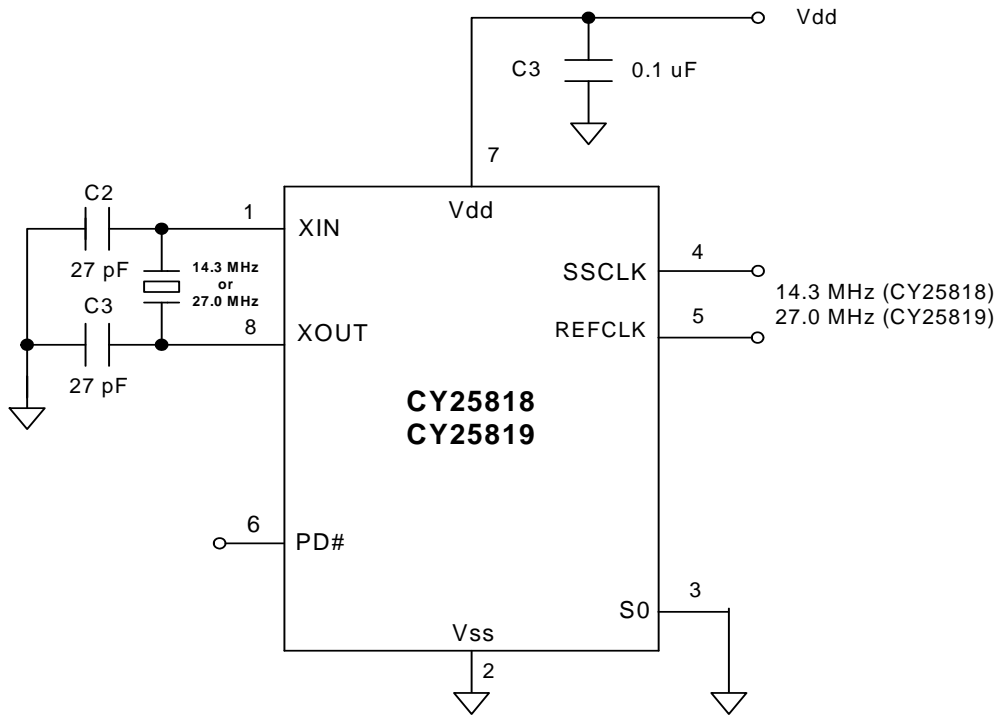 Vdd
C3 0.1 uF
7
C2
1
XIN
Vdd
27 pF
14.3 MHz
or
27.0 MHz
SSCLK
4
14.3 MHz (CY25818)
27.0 MHz (CY25819)
C3
8
XOUT
REFCLK
5
27 pF
CY25818
CY25819
6
PD#
3
S0
Vss
2